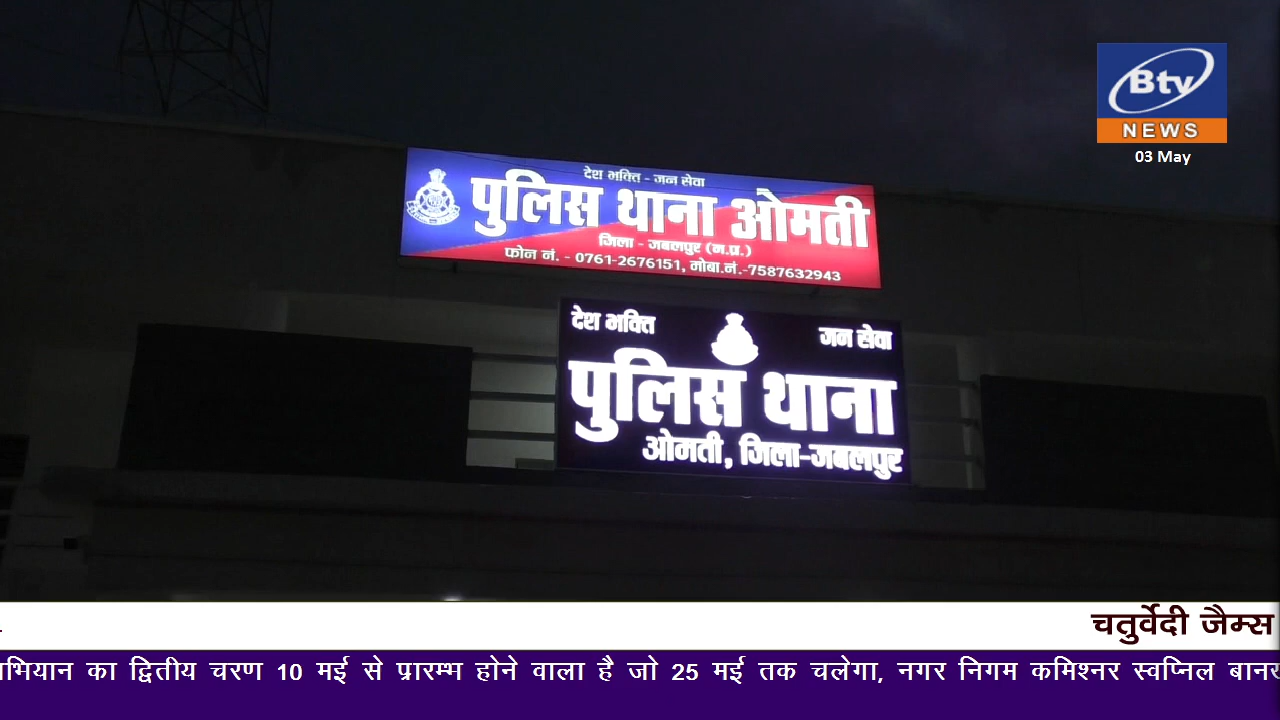 Btv
NEWS
03 May
देश भक्ति - जन सेवा
पुलिस थाना ओमती
जिला - जबलपुर (म.प्र.)
फोन नं. - 0761-2676151, मोबा.नं.-7587632943
देश भक्ति जन सेवा
पुलिस थाना
ओमती, जिला-जबलपुर
चतुर्वेदी जैम्स
का द्वितीय चरण 10 मई से प्रारम्भ होने वाला है जो 25 मई तक चलेगा, नगर निगम कमिश्नर स्वप्निल